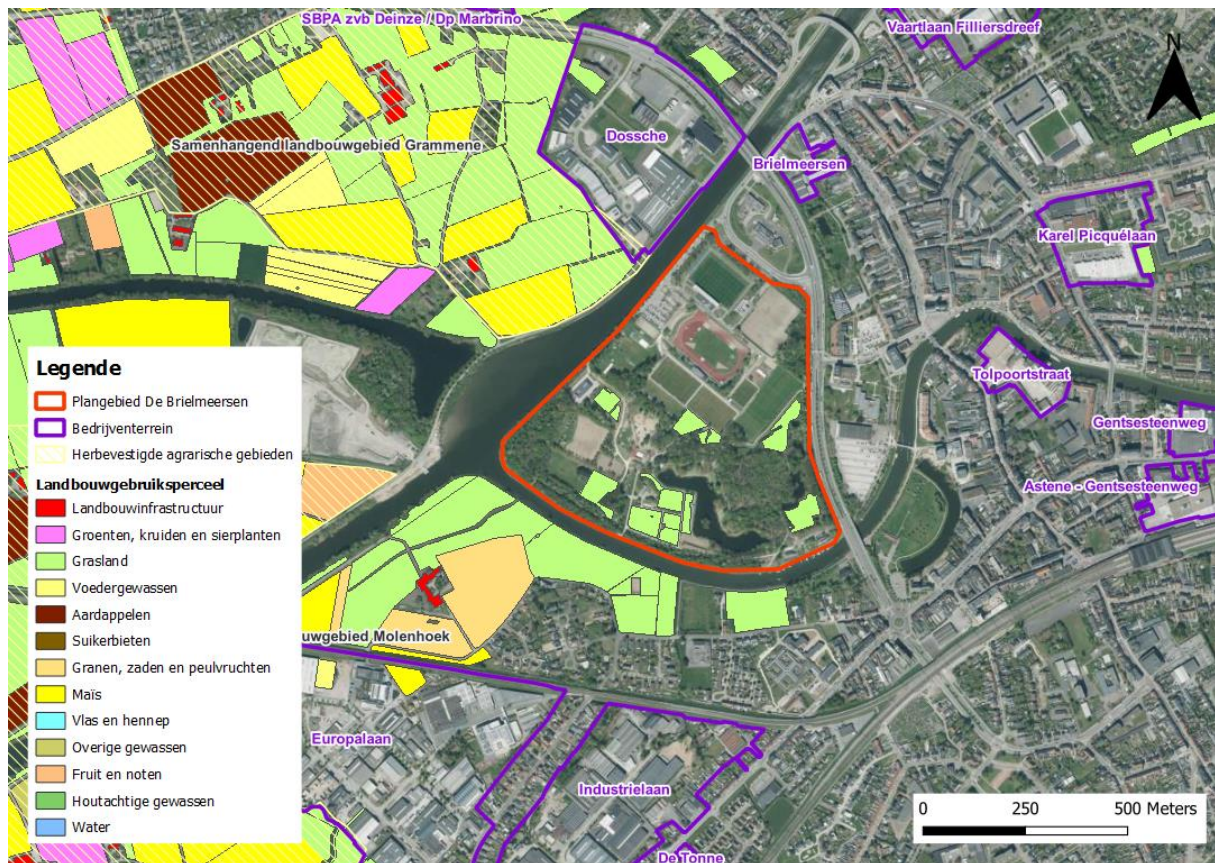 SBPA zvb Deinze / Dp Marbrino
Vaartlaan Filliersdreef
N
Dossche
Samenhangend landbouwgebied Grammene
Brielmeersen
Karel Picquélaan
Tolpoortstraat
Gentsesteenweg
Astene - Gentsesteenweg
uwgebied Molenhoek
Europalaan
Industrielaan
De Tonne
Legende
Plangebied De Brielmeersen
Bedrijventerrein
Herbevestigde agrarische gebieden
Landbouwgebruiksperceel
Landbouwinfrastructuur
Groenten, kruiden en sierplanten
Grasland
Voedergewassen
Aardappelen
Suikerbieten
Granen, zaden en peulvruchten
Maïs
Vlas en hennep
Overige gewassen
Fruit en noten
Houtachtige gewassen
Water
0 250 500 Meters